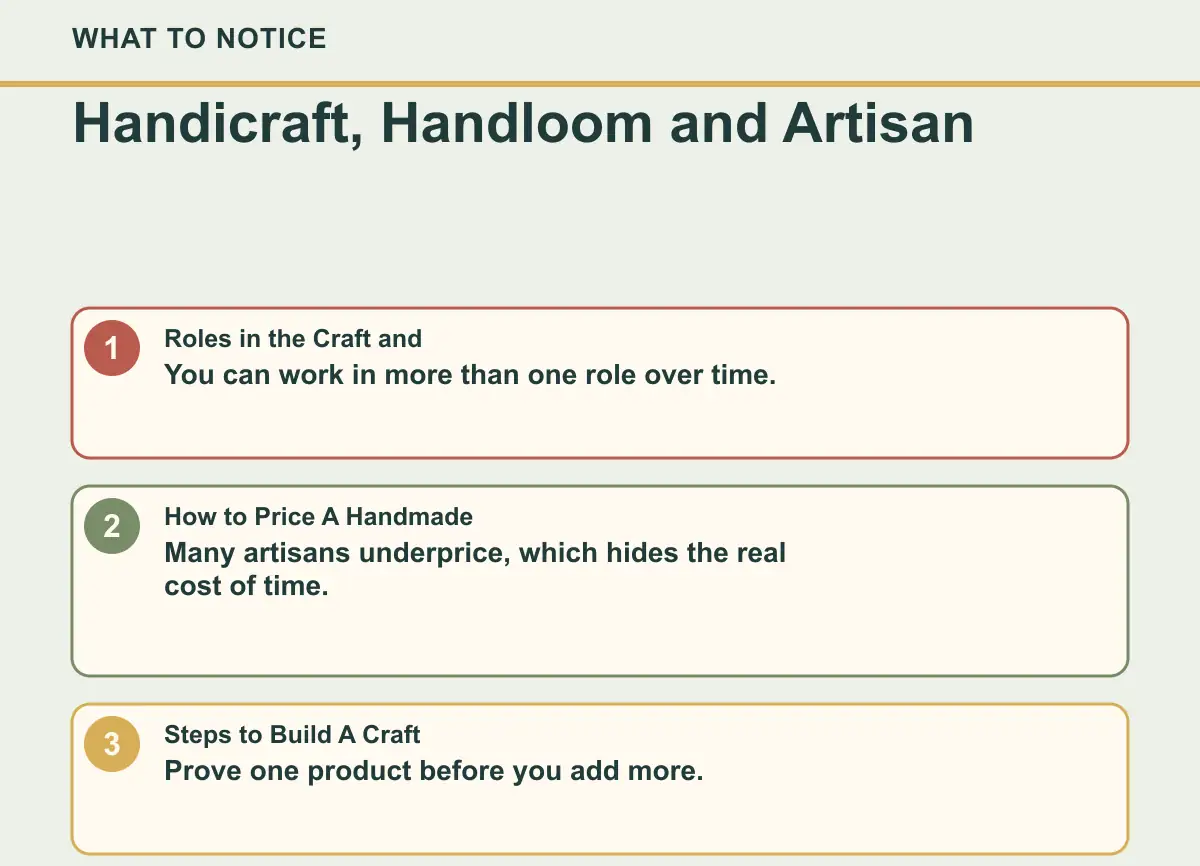 WHAT TO NOTICE
Handicraft, Handloom and Artisan
1
Roles in the Craft and
You can work in more than one role over time.
2
How to Price A Handmade
Many artisans underprice, which hides the real
cost of time.
3
Steps to Build A Craft
Prove one product before you add more.